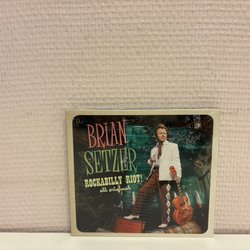 BRIAN
SETZER
ROCKABILLY RIOT!
all original